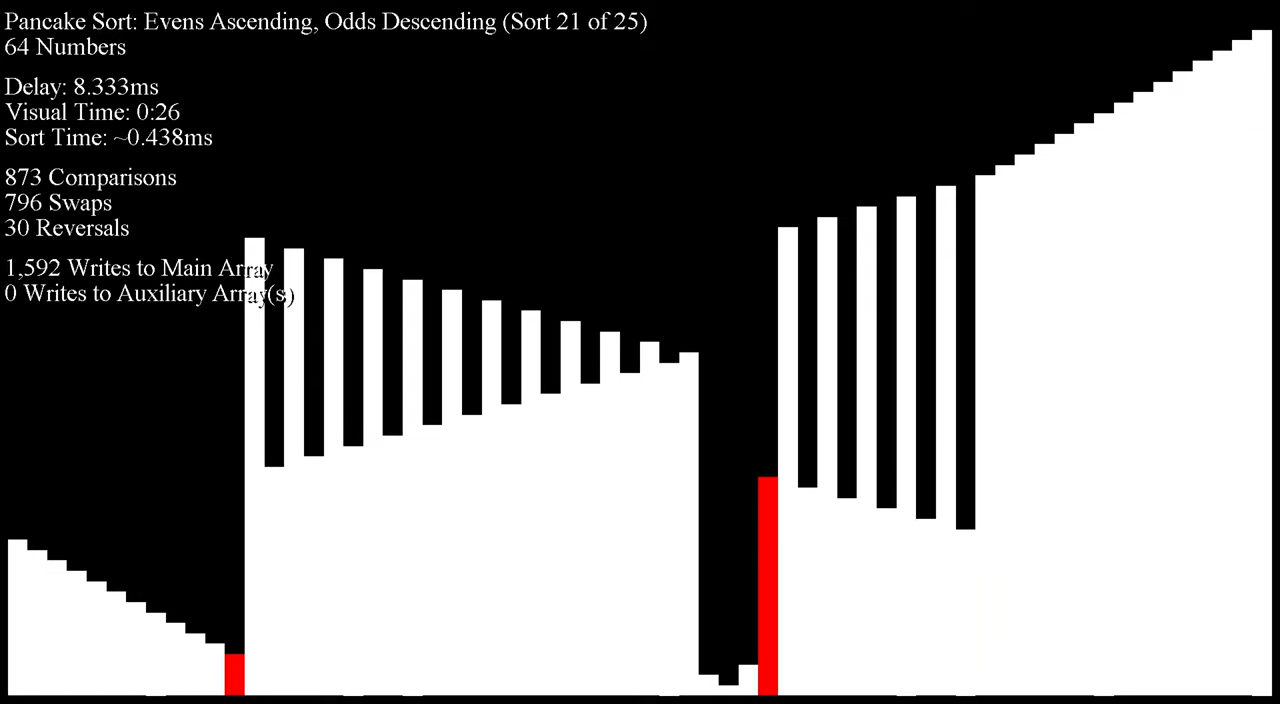 Pancake Sort: Evens Ascending, Odds Descending (Sort 21 of 25)
64 Numbers
Delay: 8.333ms
Visual Time: 0:26
Sort Time: ~0.438ms
873 Comparisons
796 Swaps
30 Reversals
1,592 Writes to Main Array
0 Writes to Auxiliary Array(s)